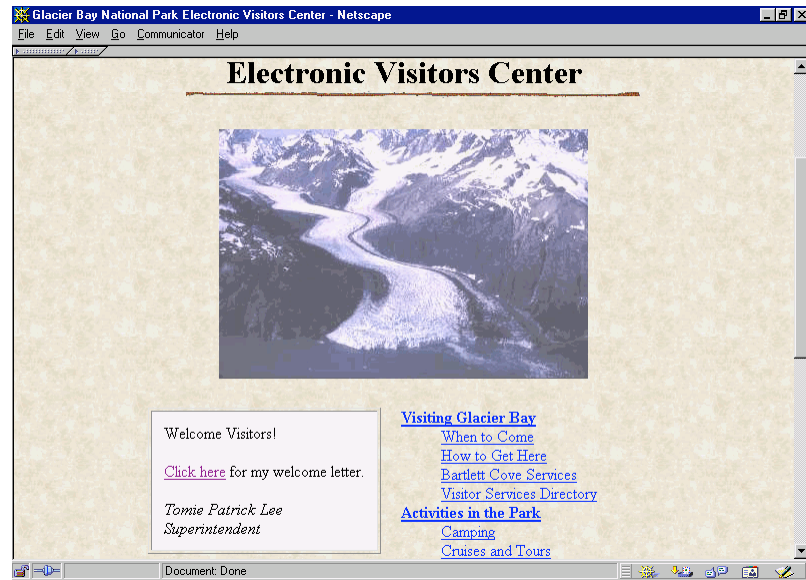 Glacier Bay National Park Electronic Visitors Center - Netscape
File Edit View Go Communicator Help
Electronic Visitors Center
Welcome Visitors!
Click here for my welcome letter.
Tomie Patrick Lee
Superintendent
Visiting Glacier Bay
When to Come
How to Get Here
Bartlett Cove Services
Visitor Services Directory
Activities in the Park
Camping
Cruises and Tours
Document: Done